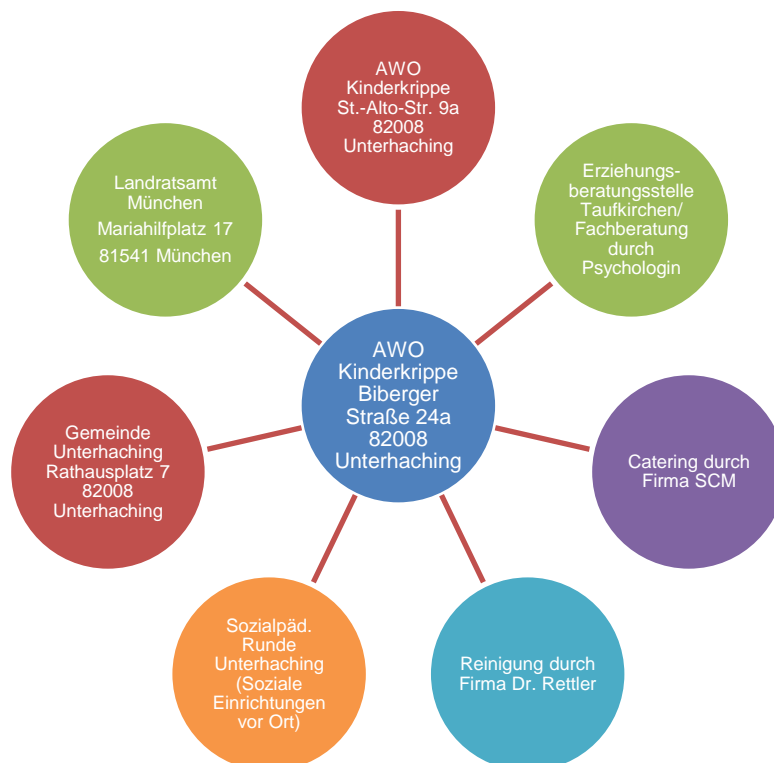 AWO
Kinderkrippe
St.-Alto-Str. 9a
82008
Unterhaching
Erziehungs-
beratungsstelle
Taufkirchen/
Fachberatung
durch
Psychologin
Catering durch
Firma SCM
Reinigung durch
Firma Dr. Rettler
Sozialpäd.
Runde
Unterhaching
(Soziale
Einrichtungen
vor Ort)
Gemeinde
Unterhaching
Rathausplatz 7
82008
Unterhaching
Landratsamt
München
Mariahilfplatz 17
81541 München
AWO
Kinderkrippe
Biberger
Straße 24a
82008
Unterhaching